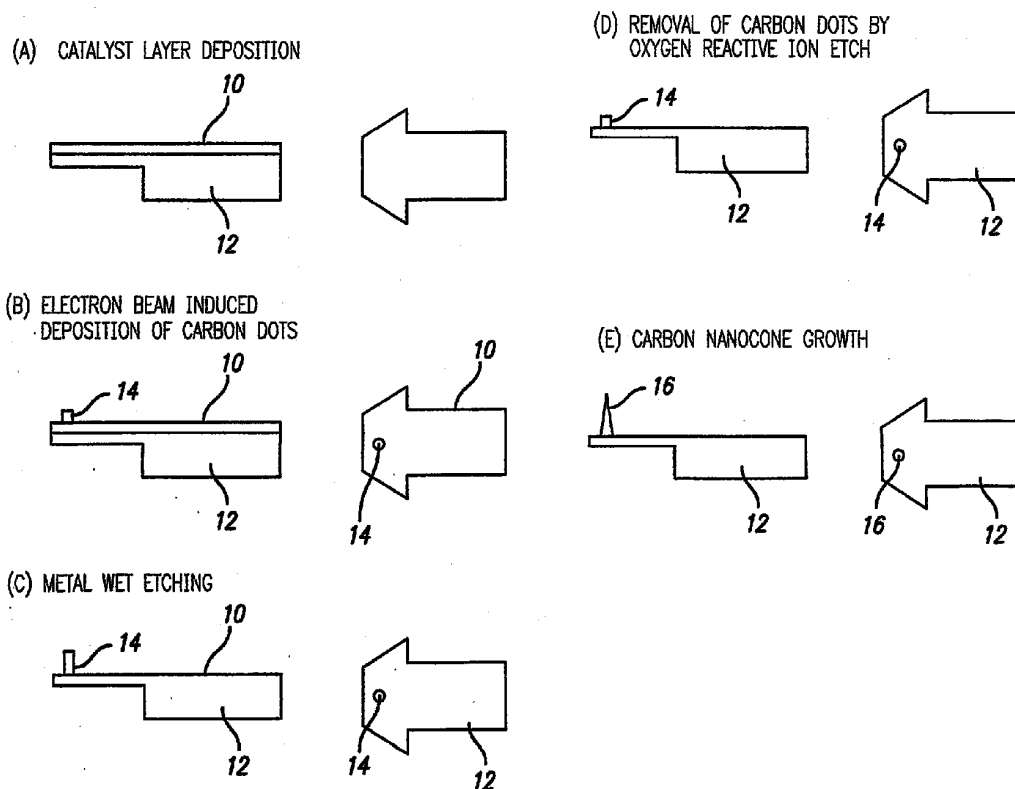 (A) CATALYST LAYER DEPOSITION
10
12
(B) ELECTRON BEAM INDUCED
DEPOSITION OF CARBON DOTS
14
10
10
12
14
(C) METAL WET ETCHING
14
10
12
14
12
(D) REMOVAL OF CARBON DOTS BY
OXYGEN REACTIVE ION ETCH
14
12
14
12
(E) CARBON NANOCONE GROWTH
16
12
16
12